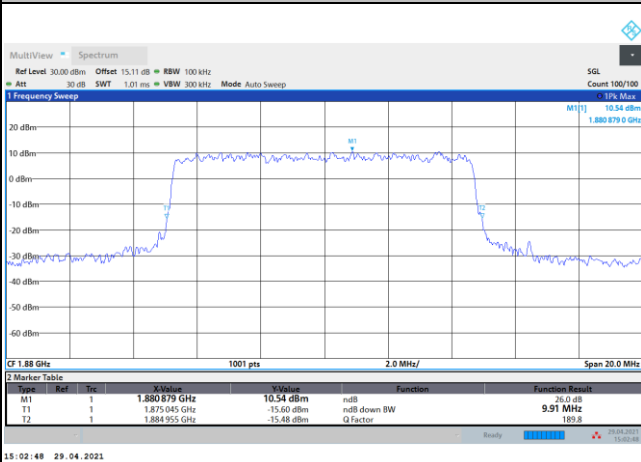 MultiView Spectrum
Ref Level 30.00 dBm Offset 15.11 dB RBW 100 kHz SGL
Att 30 dB SWT 1.01 ms VBW 300 kHz Mode Auto Sweep Count 100/100
1 Frequency Sweep 1Pk Max
M1[1] 10.54 dBm
1.880 879 0 GHz
20 dBm
M1
10 dBm
0 dBm
-10 dBm
T1 T2
-20 dBm
-30 dBm
-40 dBm
-50 dBm
-60 dBm
CF 1.88 GHz 1001 pts 2.0 MHz/ Span 20.0 MHz
2 Marker Table
Type Ref Trc X-Value Y-Value Function Function Result
M1 1 1.880 879 GHz 10.54 dBm ndB 26.0 dB
T1 1 1.875 045 GHz -15.60 dBm ndB down BW 9.91 MHz
T2 1 1.884 955 GHz -15.48 dBm Q Factor 189.8
Ready 29.04.2021
15:02:48
15:02:48 29.04.2021